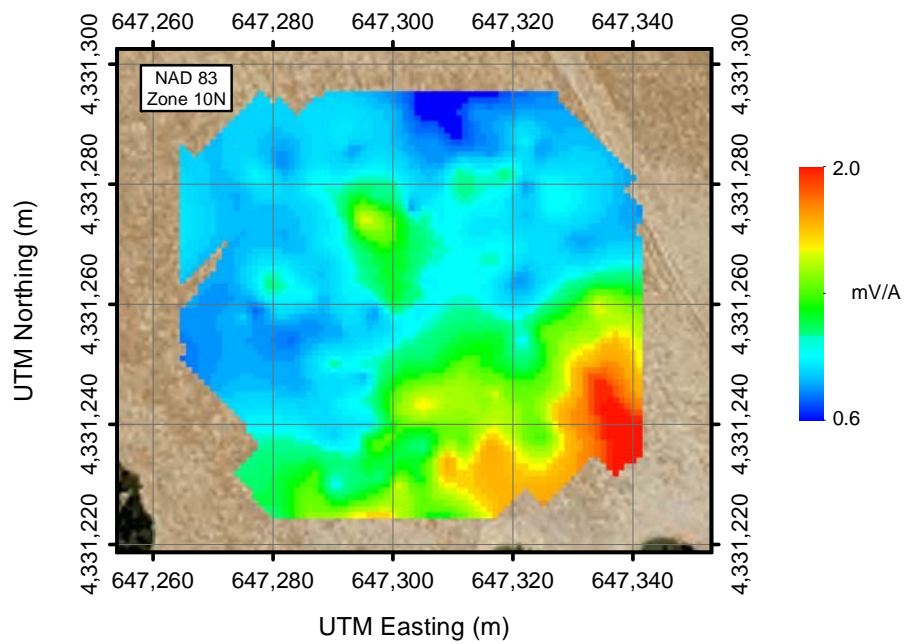 647,260 647,280 647,300 647,320 647,340
4,331,300
4,331,280
4,331,260
4,331,240
4,331,220
UTM Northing (m)
NAD 83
Zone 10N
4,331,300
4,331,280
4,331,260
4,331,240
4,331,220
2.0
mV/A
0.6
647,260 647,280 647,300 647,320 647,340
UTM Easting (m)